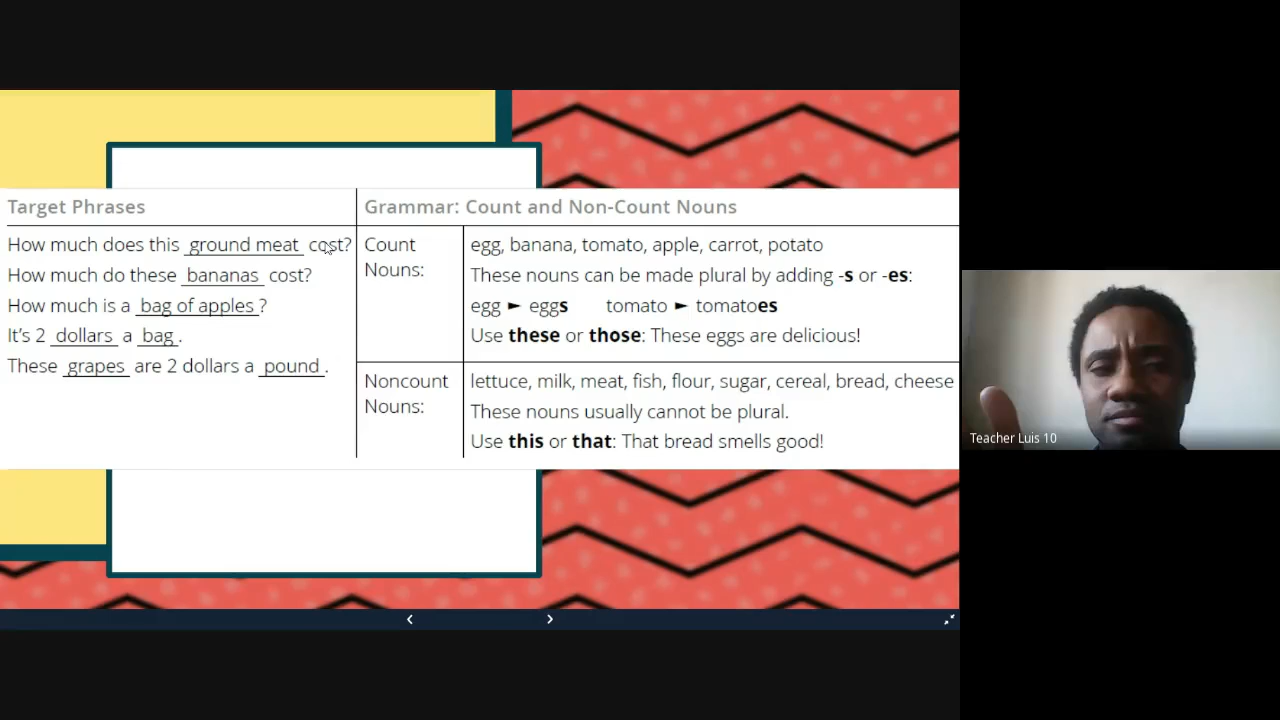 Target Phrases
How much does this ground meat cost?
How much do these bananas cost?
How much is a bag of apples ?
It's 2 dollars a bag .
These grapes are 2 dollars a pound .
Grammar: Count and Non-Count Nouns
Count
Nouns:
egg, banana, tomato, apple, carrot, potato
These nouns can be made plural by adding -s or -es:
egg ► eggs tomato ► tomatoes
Use these or those: These eggs are delicious!
Noncount
Nouns:
lettuce, milk, meat, fish, flour, sugar, cereal, bread, cheese
These nouns usually cannot be plural.
Use this or that: That bread smells good!
Teacher Luis 10